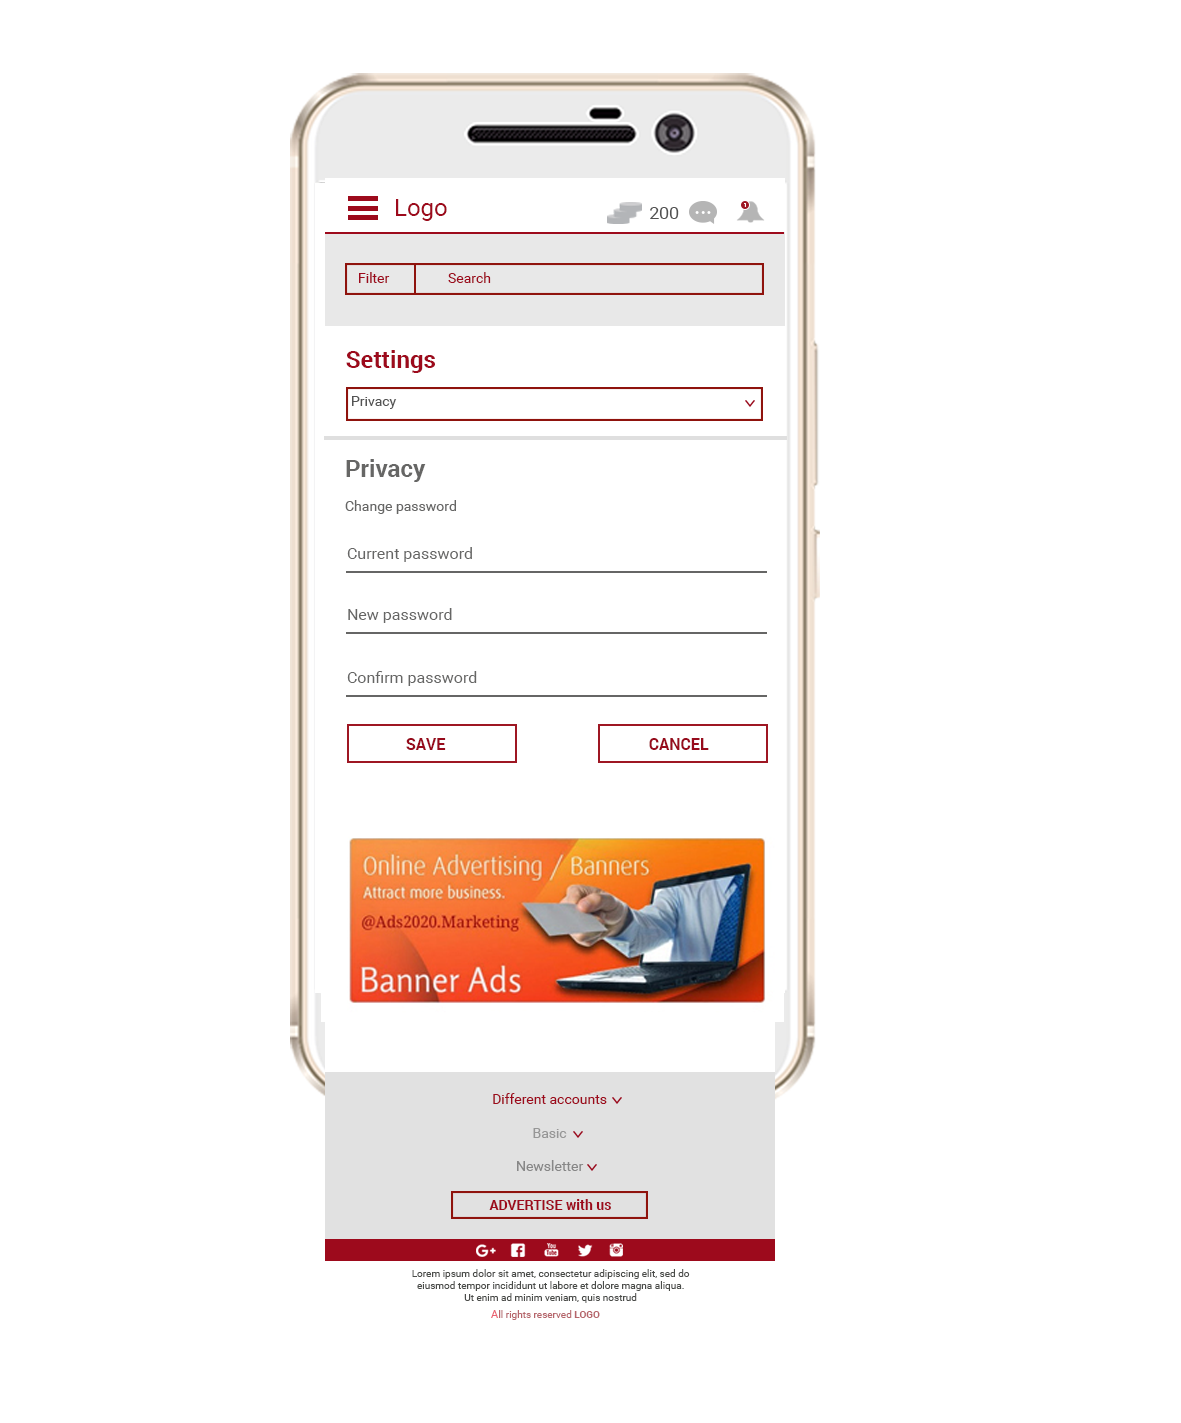 Logo
200
1
Filter
Search
Settings
Privacy
Privacy
Change password
Current password
New password
Confirm password
SAVE
CANCEL
Online Advertising / Banners
Attract more business.
@Ads2020.Marketing
Banner Ads
Different accounts
Basic
Newsletter
ADVERTISE with us
G+
You
Tube
Lorem ipsum dolor sit amet, consectetur adipiscing elit, sed do
eiusmod tempor incididunt ut labore et dolore magna aliqua.
Ut enim ad minim veniam, quis nostrud
All rights reserved LOGO